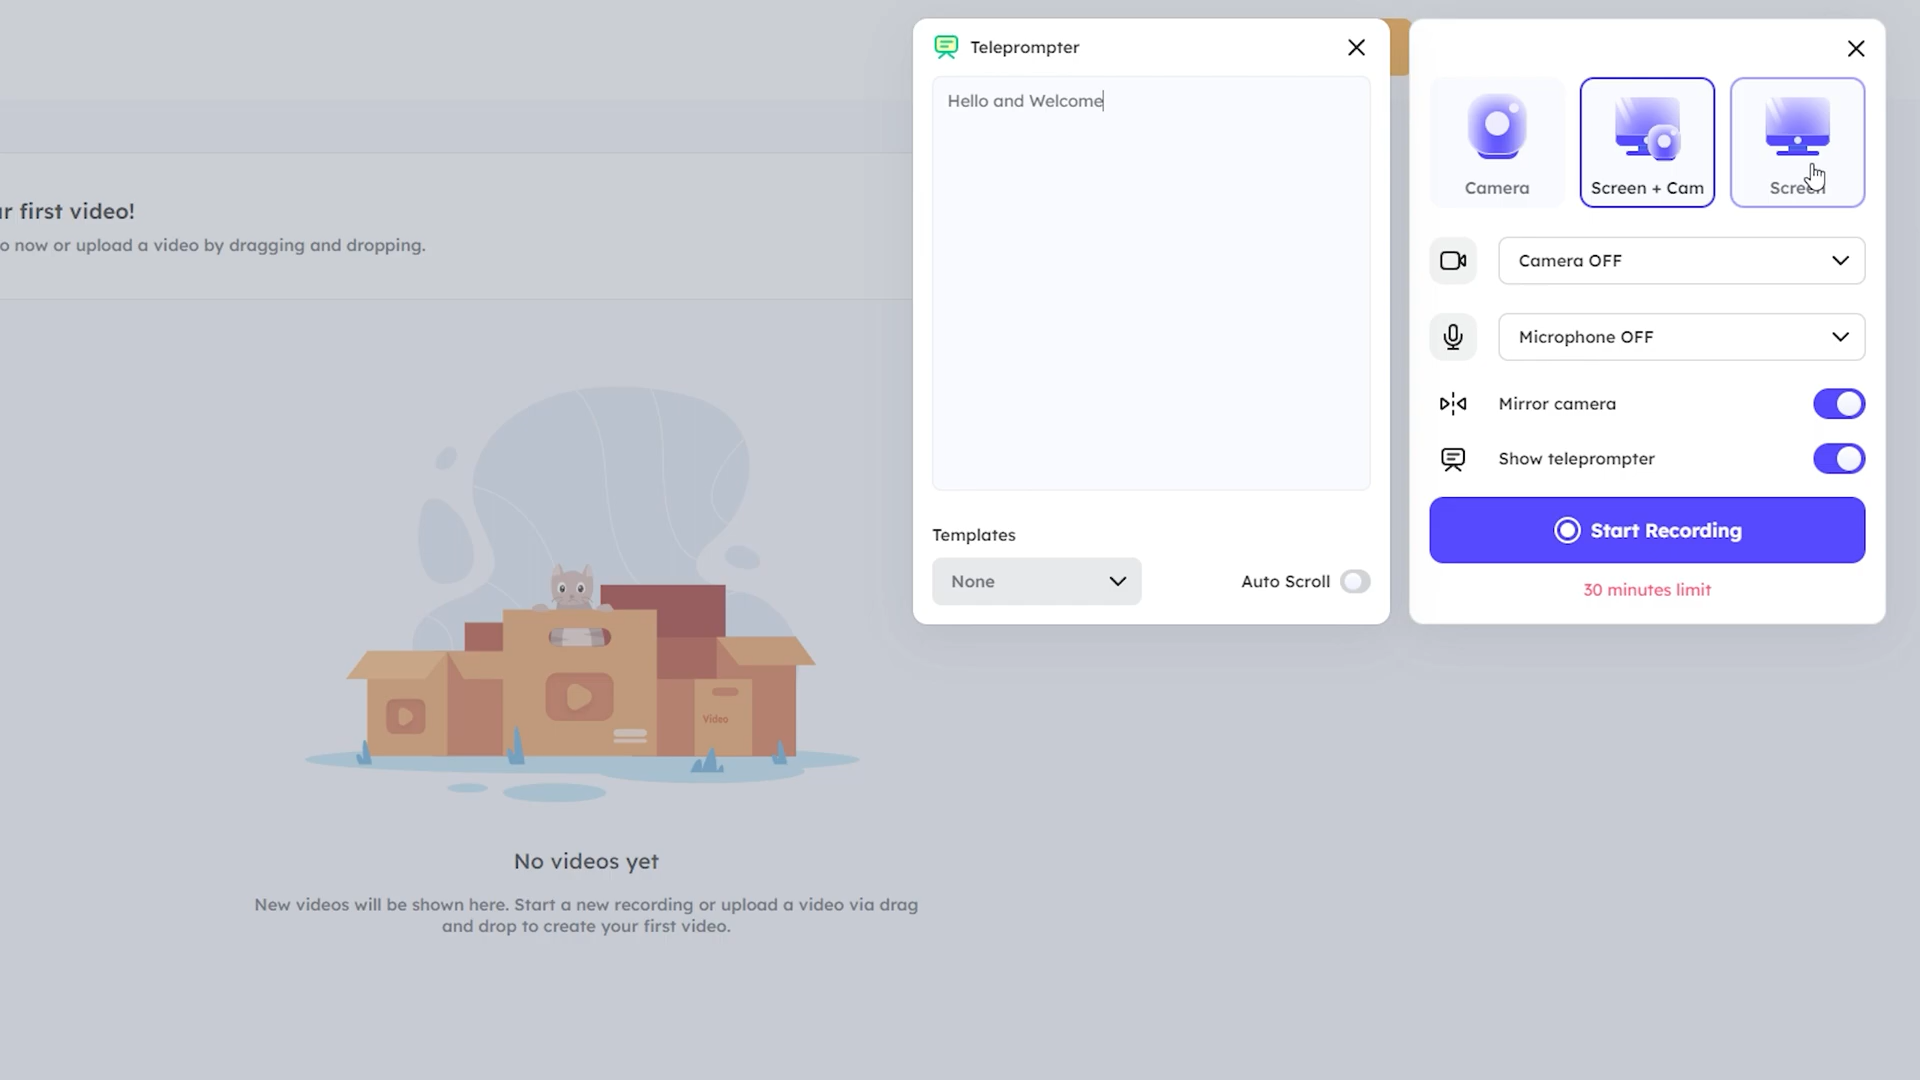 Teleprompter
Hello and Welcome
Templates
None
Auto Scroll
Camera
Screen + Cam
Screen
Camera OFF
Microphone OFF
Mirror camera
Show teleprompter
Start Recording
30 minutes limit
r first video!
o now or upload a video by dragging and dropping.
Video
No videos yet
New videos will be shown here. Start a new recording or upload a video via drag
and drop to create your first video.